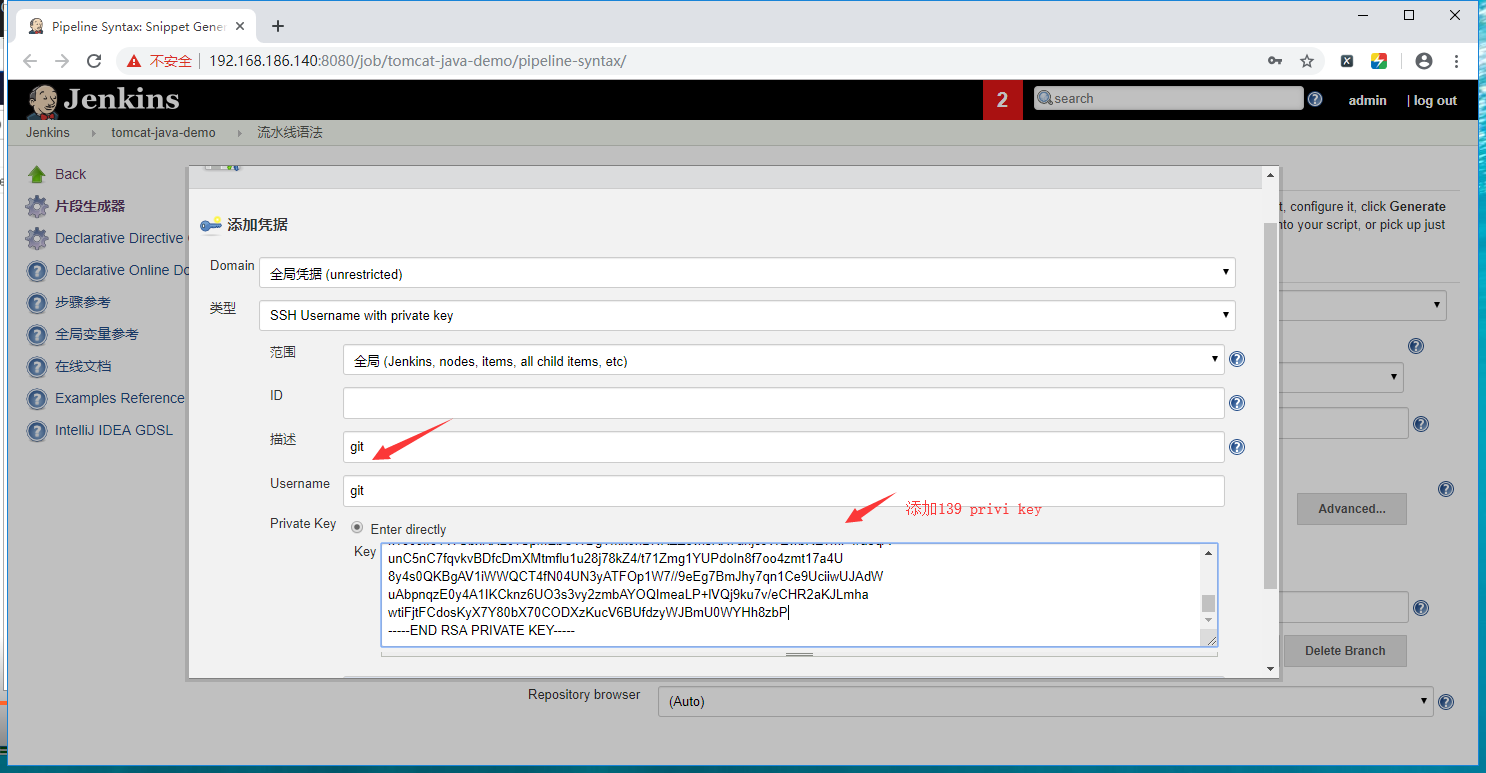 Pipeline Syntax: Snippet Gener
不安全 192.168.186.140:8080/job/tomcat-java-demo/pipeline-syntax/
Jenkins
2
search
admin
| log out
Jenkins
tomcat-java-demo
流水线语法
Back
片段生成器
Declarative Directive
Declarative Online Do
步骤参考
全局变量参考
在线文档
Examples Reference
IntelliJ IDEA GDSL
t, configure it, click Generate
nto your script, or pick up just
添加凭据
Domain
全局凭据 (unrestricted)
类型
SSH Username with private key
范围
全局 (Jenkins, nodes, items, all child items, etc)
ID
描述
git
Username
git
添加139 privi key
Private Key
Enter directly
Key
unC5nC7fqvkvBDfcDmXMtmflu1u28j78kZ4/t71Zmg1YUPdoln8f7oo4zmt17a4U
8y4s0QKBgAV1iWWQCT4fN04UN3yATFOp1W7//9eEg7BmJhy7qn1Ce9UciiwUJAdW
uAbpnqzE0y4A1IKCknz6UO3s3vy2zmbAYOQImeaLP+lVQj9ku7v/eCHR2aKJLmha
wtiFjtFCdosKyX7Y80bX70CODXzKucV6BUfdzyWJBmU0WYHh8zbP
-----END RSA PRIVATE KEY-----
Advanced...
Delete Branch
Repository browser
(Auto)